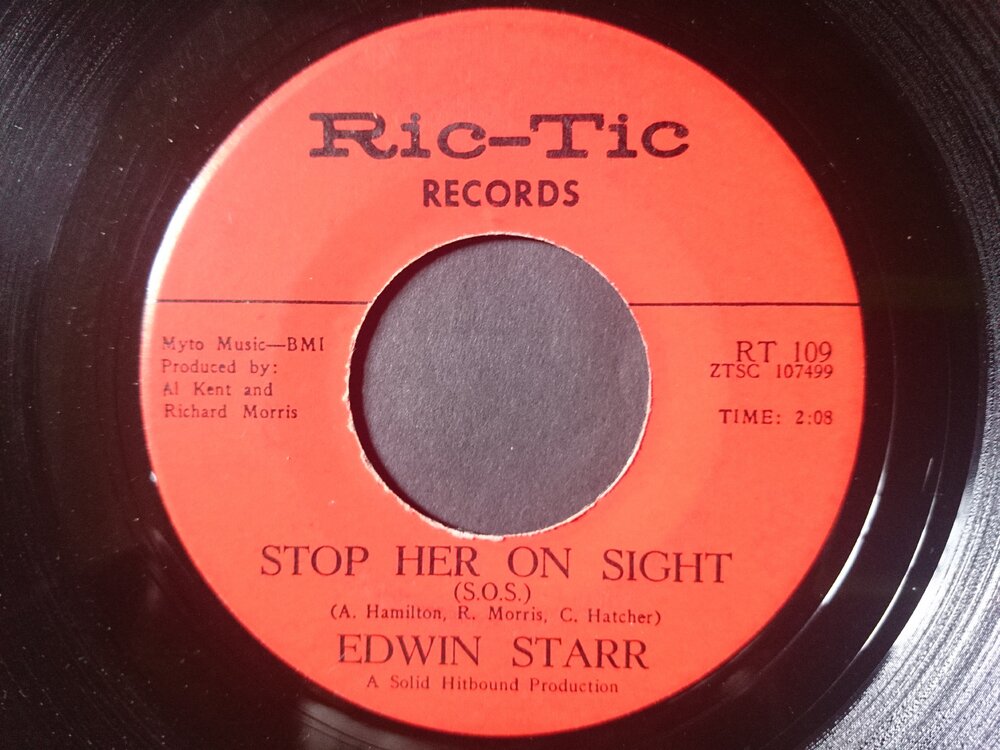 Ric-Tic
RECORDS
Myto Music—BMI
Produced by:
Al Kent and
Richard Morris
RT 109
ZTSC 107499
TIME: 2:08
STOP HER ON SIGHT
(S.O.S.)
(A. Hamilton, R. Morris, C. Hatcher)
EDWIN STARR
A Solid Hitbound Production